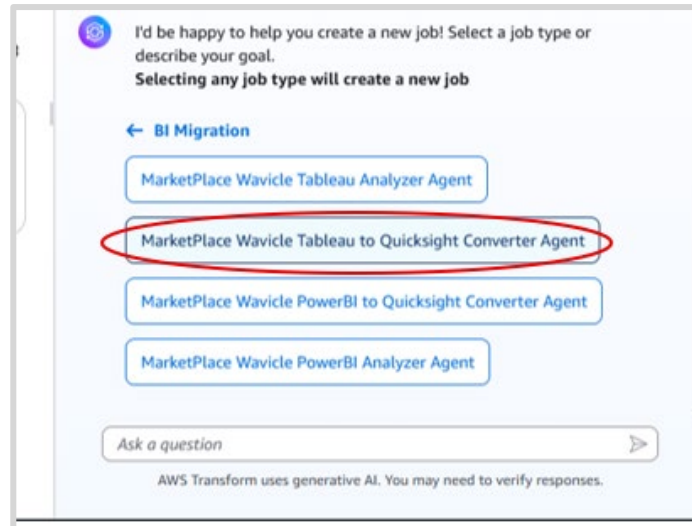 I'd be happy to help you create a new job! Select a job type or
describe your goal.
Selecting any job type will create a new job
← BI Migration
MarketPlace Wavicle Tableau Analyzer Agent
MarketPlace Wavicle Tableau to Quicksight Converter Agent
MarketPlace Wavicle PowerBI to Quicksight Converter Agent
MarketPlace Wavicle PowerBI Analyzer Agent
Ask a question
AWS Transform uses generative AI. You may need to verify responses.